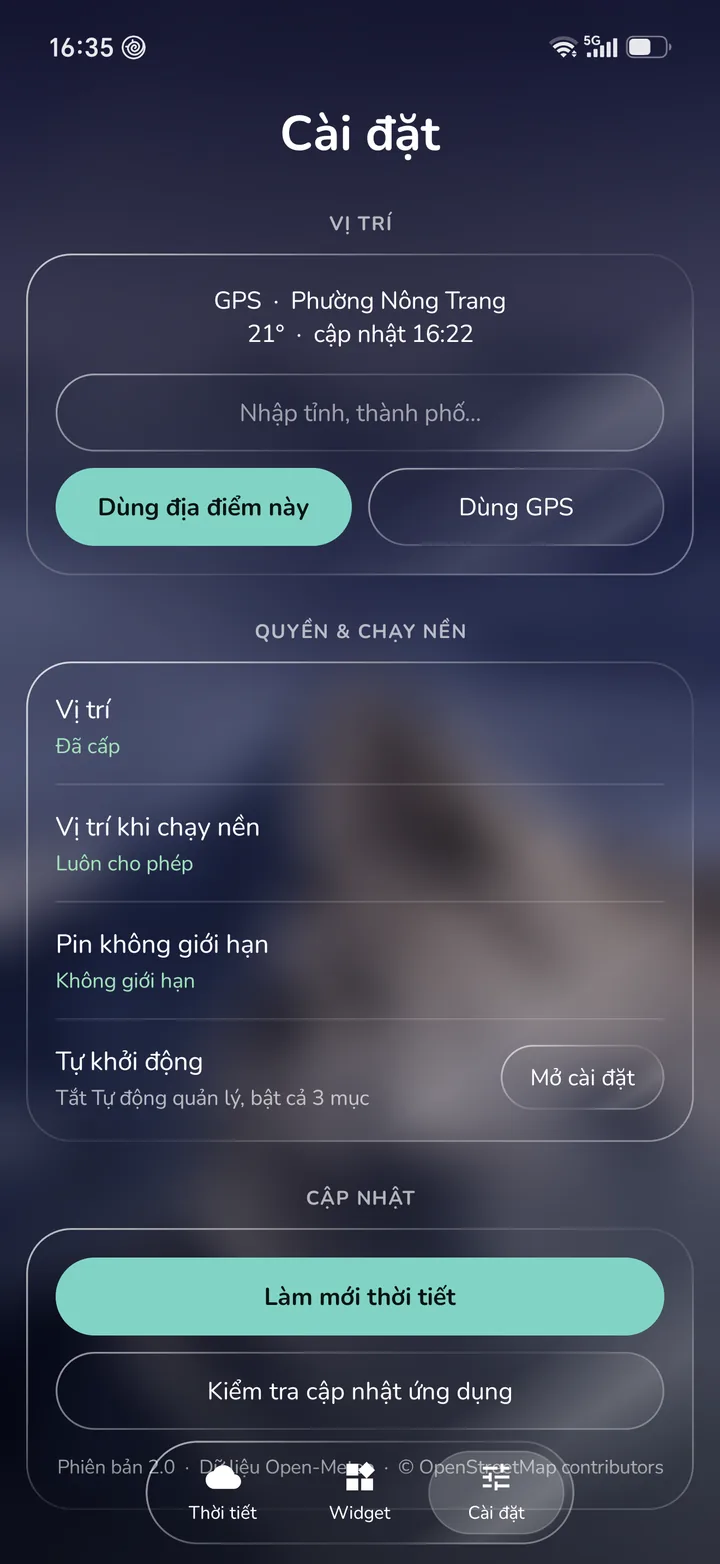 16:35
5G
Cài đặt
VỊ TRÍ
GPS · Phường Nông Trang
21° · cập nhật 16:22
Nhập tỉnh, thành phố...
Dùng địa điểm này
Dùng GPS
QUYỀN & CHẠY NỀN
Vị trí
Đã cấp
Vị trí khi chạy nền
Luôn cho phép
Pin không giới hạn
Không giới hạn
Tự khởi động
Tắt Tự động quản lý, bật cả 3 mục
Mở cài đặt
CẬP NHẬT
Làm mới thời tiết
Kiểm tra cập nhật ứng dụng
Phiên bản 2.0 · Dữ liệu Open-Meteo · © OpenStreetMap contributors
Thời tiết
Widget
Cài đặt